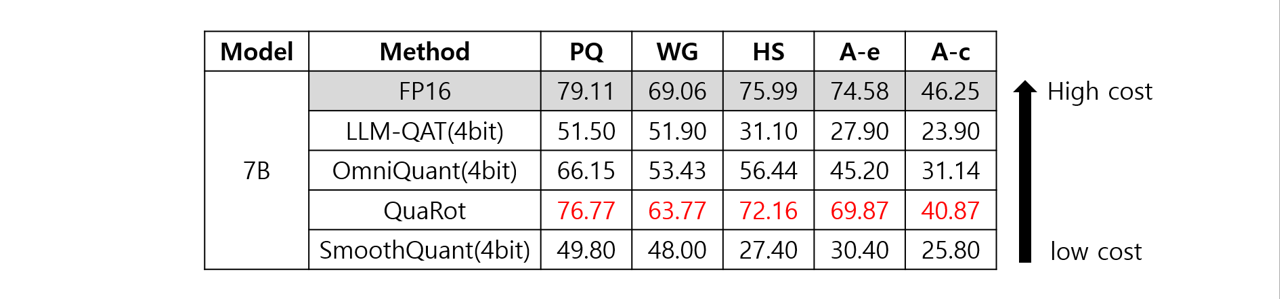 Model Method PQ WG HS A-e A-c
FP16 79.11 69.06 75.99 74.58 46.25 High cost
LLM-QAT(4bit) 51.50 51.90 31.10 27.90 23.90
7B OmniQuant(4bit) 66.15 53.43 56.44 45.20 31.14
QuaRot 76.77 63.77 72.16 69.87 40.87
SmoothQuant(4bit) 49.80 48.00 27.40 30.40 25.80 low cost